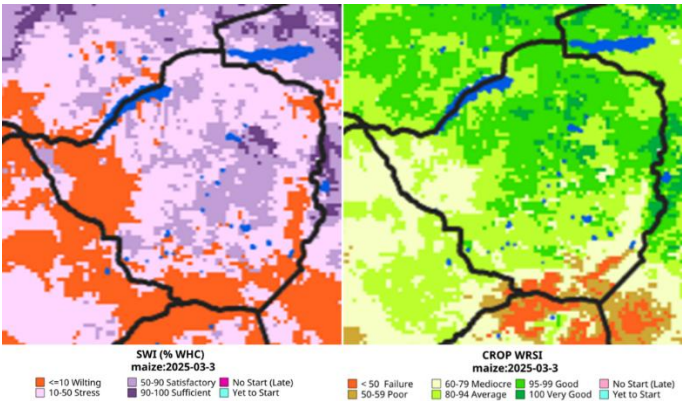 SWI (% WHC)
maize:2025-03-3
<=10 Wilting
50-90 Satisfactory
No Start (Late)
10-50 Stress
90-100 Sufficient
Yet to Start
CROP WRSI
maize:2025-03-3
< 50 Failure
60-79 Mediocre
95-99 Good
No Start (Late)
50-59 Poor
80-94 Average
100 Very Good
Yet to Start